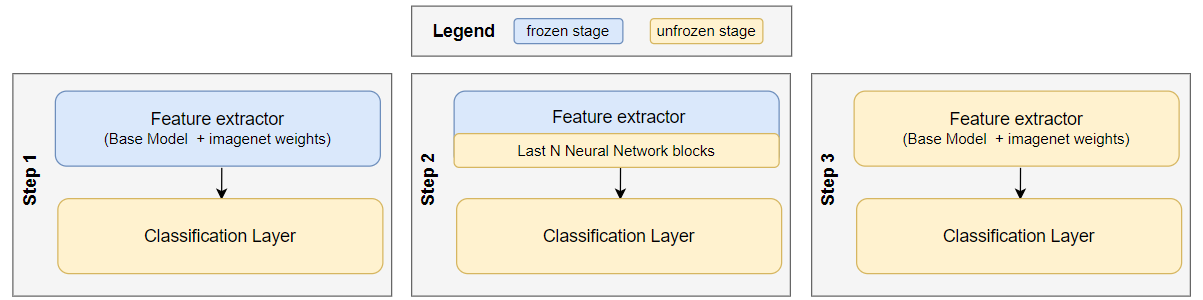 Legend
frozen stage
unfrozen stage
Step 1
Feature extractor
(Base Model + imagenet weights)
Classification Layer
Step 2
Feature extractor
Last N Neural Network blocks
Classification Layer
Step 3
Feature extractor
(Base Model + imagenet weights)
Classification Layer